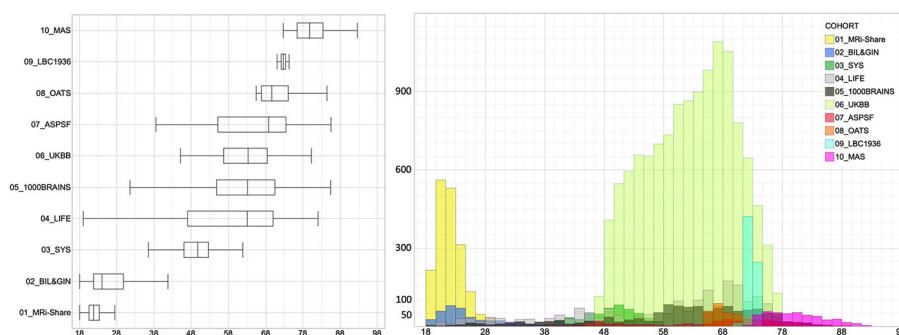 10_MAS
09_LBC1936
08_OATS
07_ASPSF
06_UKBB
05_1000BRAINS
04_LIFE
03_SYS
02_BIL&GIN
01_MRi-Share
18 28 38 48 58 68 78 88 98
900
600
300
100
50
18 28 38 48 58 68 78 88 9
COHORT
01_MRi-Share
02_BIL&GIN
03_SYS
04_LIFE
05_1000BRAINS
06_UKBB
07_ASPSF
08_OATS
09_LBC1936
10_MAS